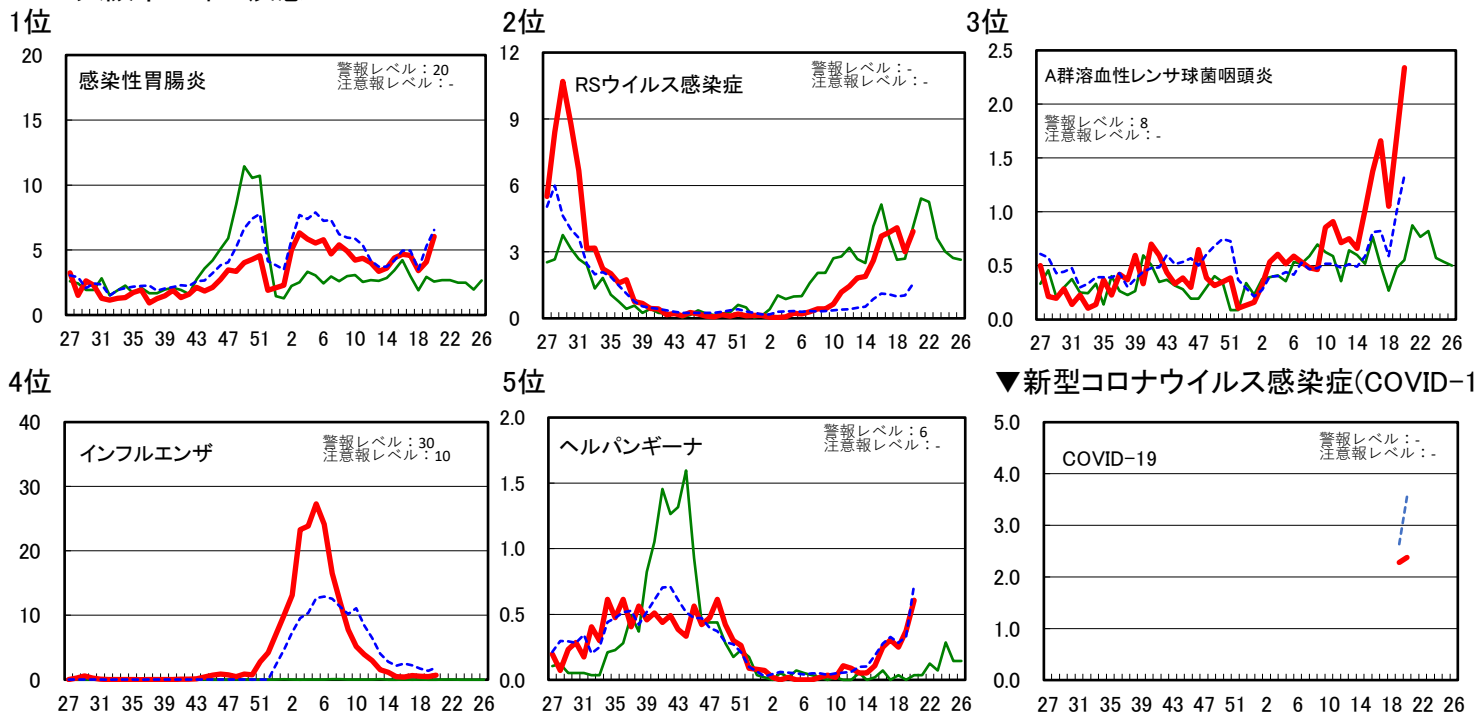 1位
2位
3位
感染性胃腸炎
警報レベル：20
注意報レベル：-
20
15
10
5
0
27 31 35 39 43 47 51 2 6 10 14 18 22 26
RSウイルス感染症
警報レベル：-
注意報レベル：-
12
9
6
3
0
27 31 35 39 43 47 51 2 6 10 14 18 22 26
A群溶血性レンサ球菌咽頭炎
警報レベル：8
注意報レベル：-
2.5
2.0
1.5
1.0
0.5
0.0
27 31 35 39 43 47 51 2 6 10 14 18 22 26
4位
5位
▼新型コロナウイルス感染症(COVID-1
インフルエンザ
警報レベル：30
注意報レベル：10
40
30
20
10
0
27 31 35 39 43 47 51 2 6 10 14 18 22 26
ヘルパンギーナ
警報レベル：6
注意報レベル：-
2.0
1.5
1.0
0.5
0.0
27 31 35 39 43 47 51 2 6 10 14 18 22 26
COVID-19
警報レベル：-
注意報レベル：-
5.0
4.0
3.0
2.0
1.0
0.0
27 31 35 39 43 47 51 2 6 10 14 18 22 26